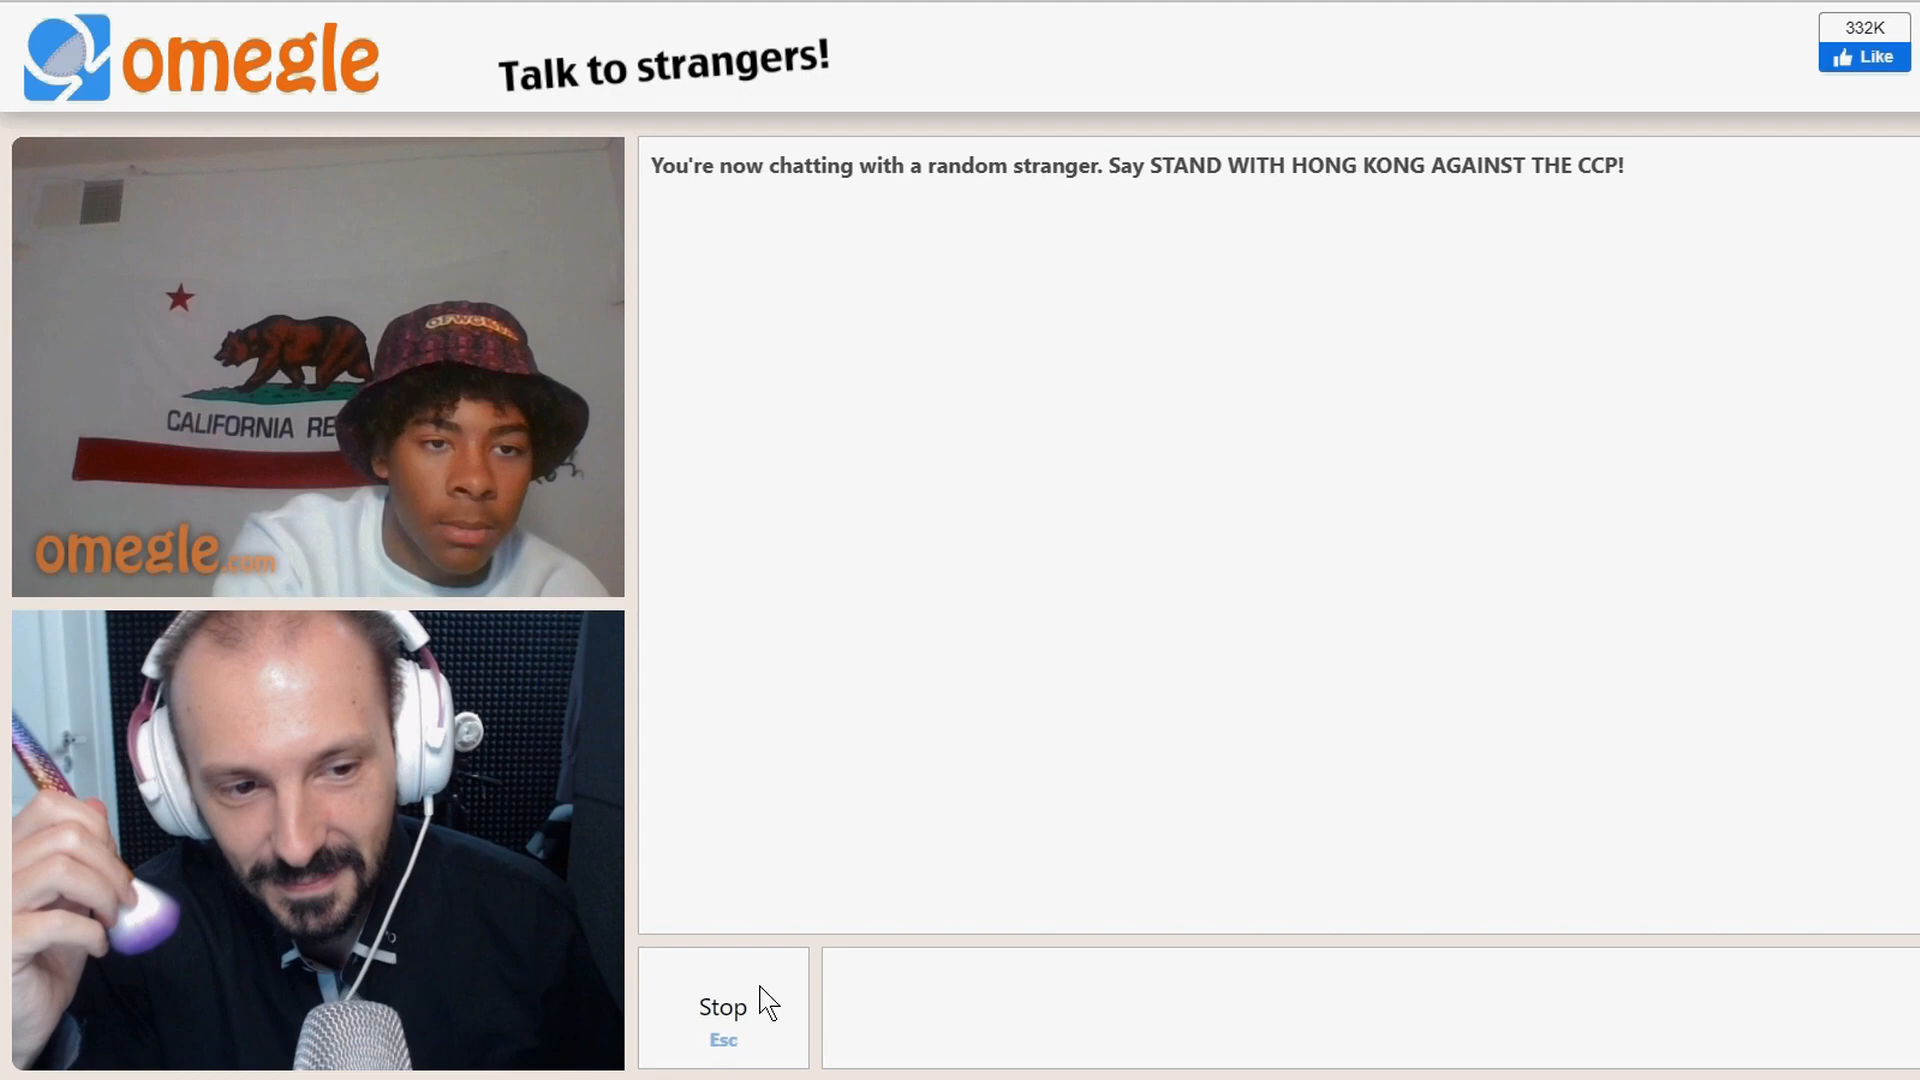 omegle
Talk to strangers!
332K
Like
You're now chatting with a random stranger. Say STAND WITH HONG KONG AGAINST THE CCP!
CALIFORNIA RE
omegle.com
Stop
Esc